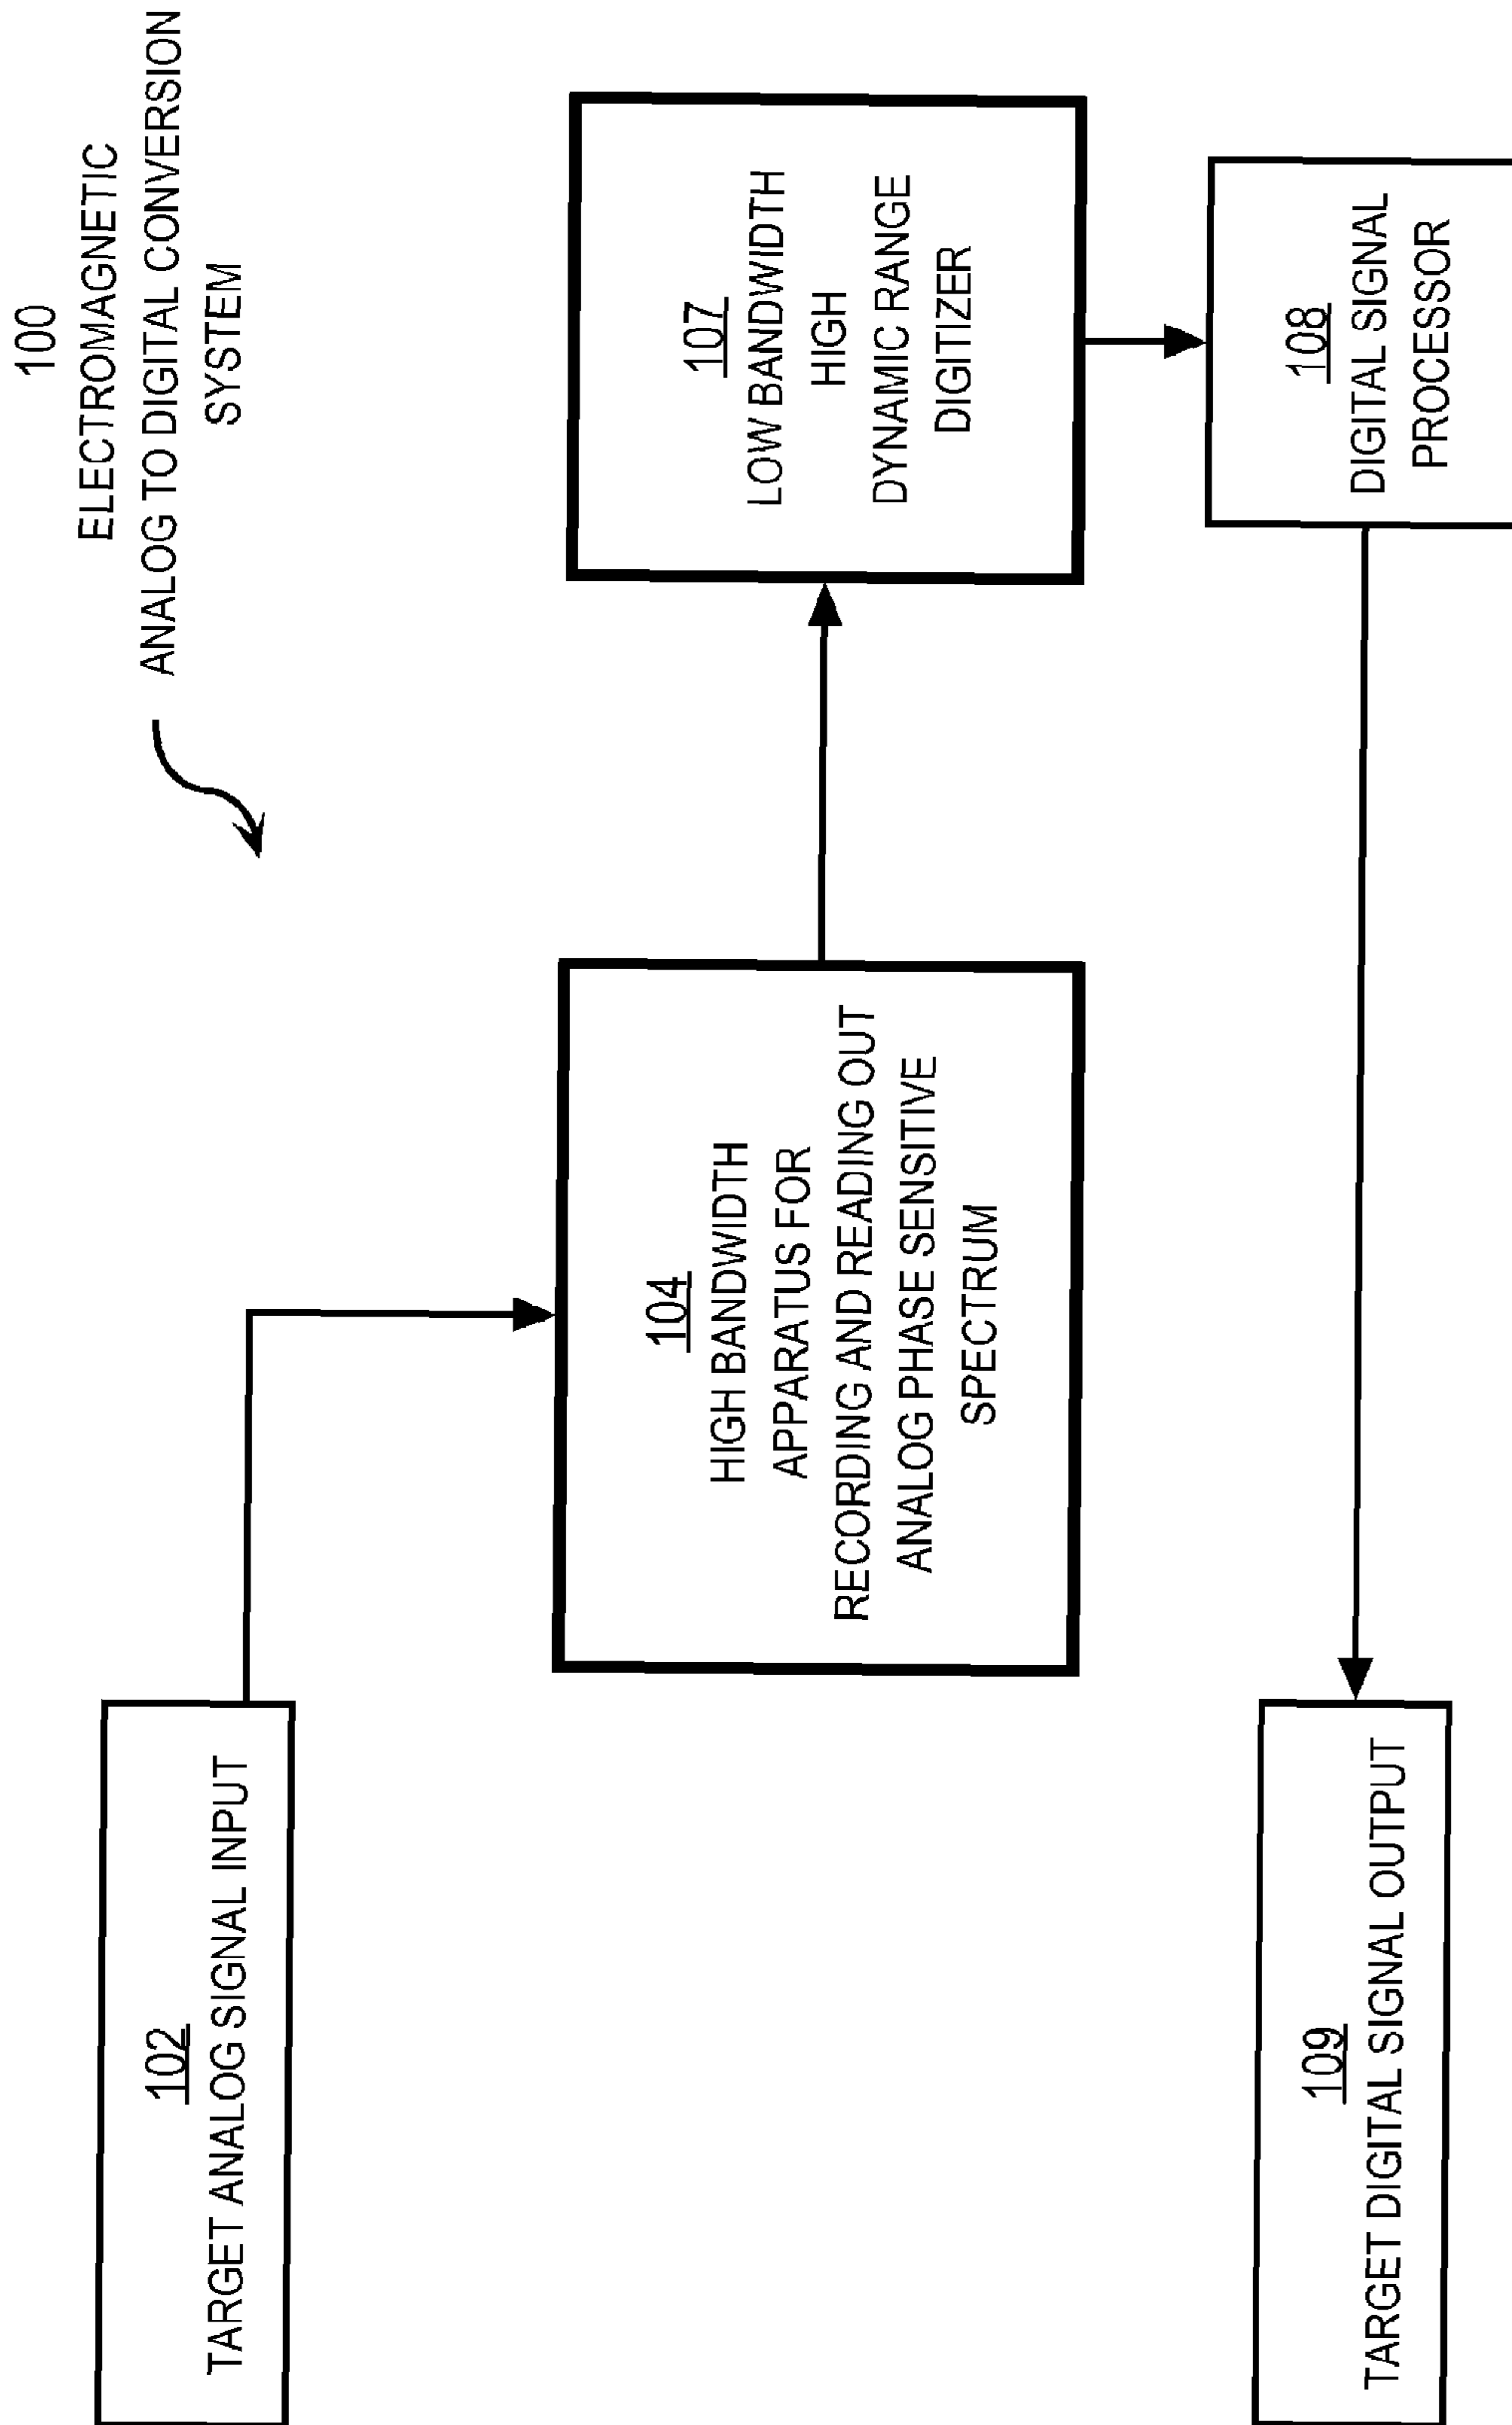 100
ELECTROMAGNETIC
ANALOG TO DIGITAL CONVERSION
SYSTEM
102
TARGET ANALOG SIGNAL INPUT
104
HIGH BANDWIDTH
APPARATUS FOR
RECORDING AND READING OUT
ANALOG PHASE SENSITIVE
SPECTRUM
107
LOW BANDWIDTH
HIGH
DYNAMIC RANGE
DIGITIZER
108
DIGITAL SIGNAL
PROCESSOR
109
TARGET DIGITAL SIGNAL OUTPUT